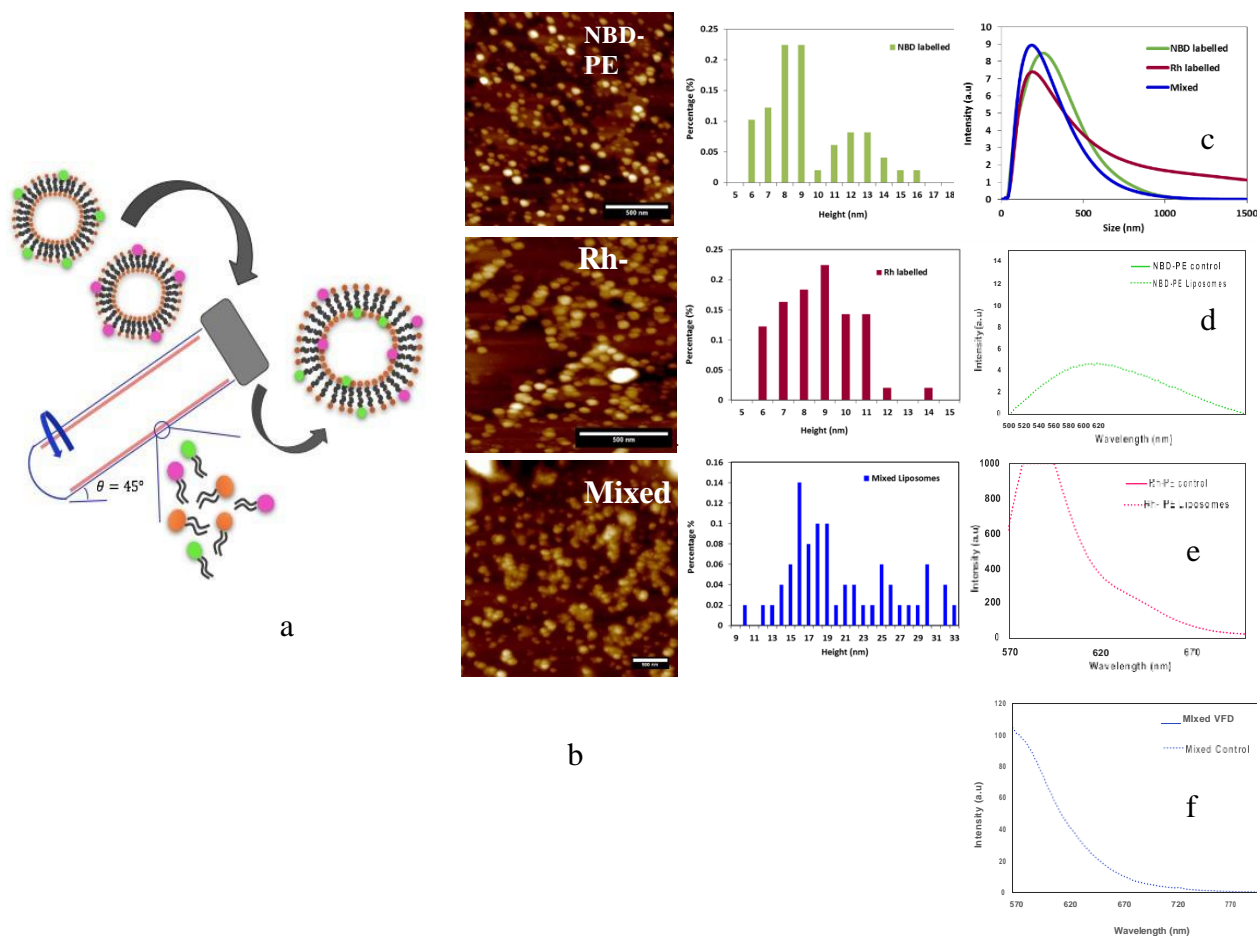 θ = 45°
a
NBD-
PE
500 nm
Rh-
500 nm
Mixed
500 nm
b
Percentage (%)
0.25
0.2
0.15
0.1
0.05
0
NBD labelled
5 6 7 8 9 10 11 12 13 14 15 16 17 18
Height (nm)
Percentage (%)
0.25
0.20
0.15
0.1
0.05
0
Rh labelled
5 6 7 8 9 10 11 12 13 14 15
Height (nm)
Percentage %
0.16
0.14
0.12
0.1
0.08
0.06
0.04
0.02
0
Mixed Liposomes
9 11 13 15 17 19 21 23 25 27 29 31 33
Height (nm)
Intensity (a.u)
10
9
8
7
6
5
4
3
2
1
0
NBD labelled
Rh labelled
Mixed
c
0 500 1000 1500
Size (nm)
Intensity (a.u)
14
12
10
8
6
4
2
0
NBD-PE control
NBD-PE Liposomes
d
500 520 540 560 580 600 620
Wavelength (nm)
Intensity (a.u)
1000
800
600
400
200
0
Rh-PE control
Rh- PE Liposomes
e
570 620 670
Wavelength (nm)
Intensity (a.u)
120
100
80
60
40
20
0
MIxed VFD
Mixed Control
f
570 620 670 720 770
Wavelength (nm)